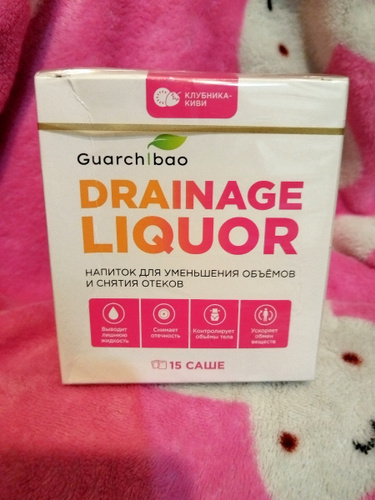 КЛУБНИКА-
КИВИ
Guarchibao
DRAINAGE
LIQUOR
НАПИТОК ДЛЯ УМЕНЬШЕНИЯ ОБЪЁМОВ
И СНЯТИЯ ОТЕКОВ
Выводит
лишнюю
жидкость
Снимает
отечность
Контролирует
объёмы тела
Ускоряет
обмен
веществ
15 САШЕ